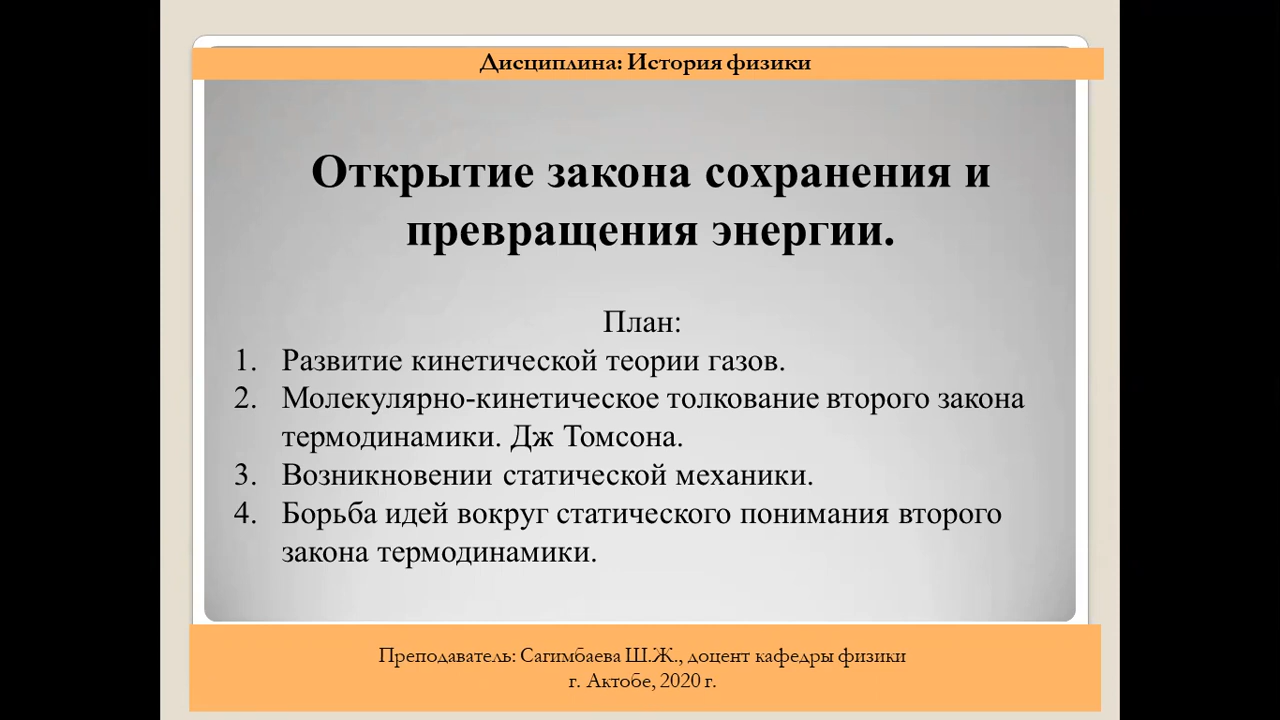 Дисциплина: История физики
Открытие закона сохранения и
превращения энергии.
План:
1. Развитие кинетической теории газов.
2. Молекулярно-кинетическое толкование второго закона
термодинамики. Дж Томсона.
3. Возникновении статической механики.
4. Борьба идей вокруг статического понимания второго
закона термодинамики.
Преподаватель: Сагимбаева Ш.Ж., доцент кафедры физики
г. Актобе, 2020 г.